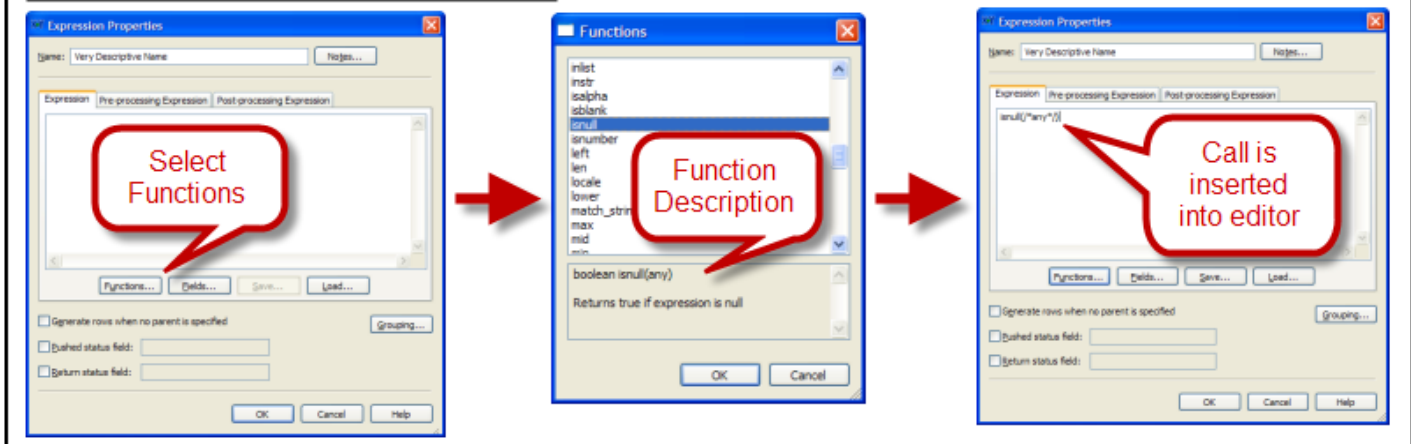 Expression Properties
Name: Very Descriptive Name Notes...
Expression Pre-processing Expression Post-processing Expression
Select
Functions
Functions... Fields... Save... Load...
Generate rows when no parent is specified Grouping...
Pushed status field:
Return status field:
OK Cancel Help
Functions
inlist
instr
isalpha
isblank
isnull
isnumber
left
len
locale
lower
match_strin
max
mid
min
Function
Description
boolean isnull(any)
Returns true if expression is null
OK Cancel
Expression Properties
Name: Very Descriptive Name Notes...
Expression Pre-processing Expression Post-processing Expression
isnull(/*any*/)
Call is
inserted
into editor
Functions... Fields... Save... Load...
Generate rows when no parent is specified Grouping...
Pushed status field:
Return status field:
OK Cancel Help